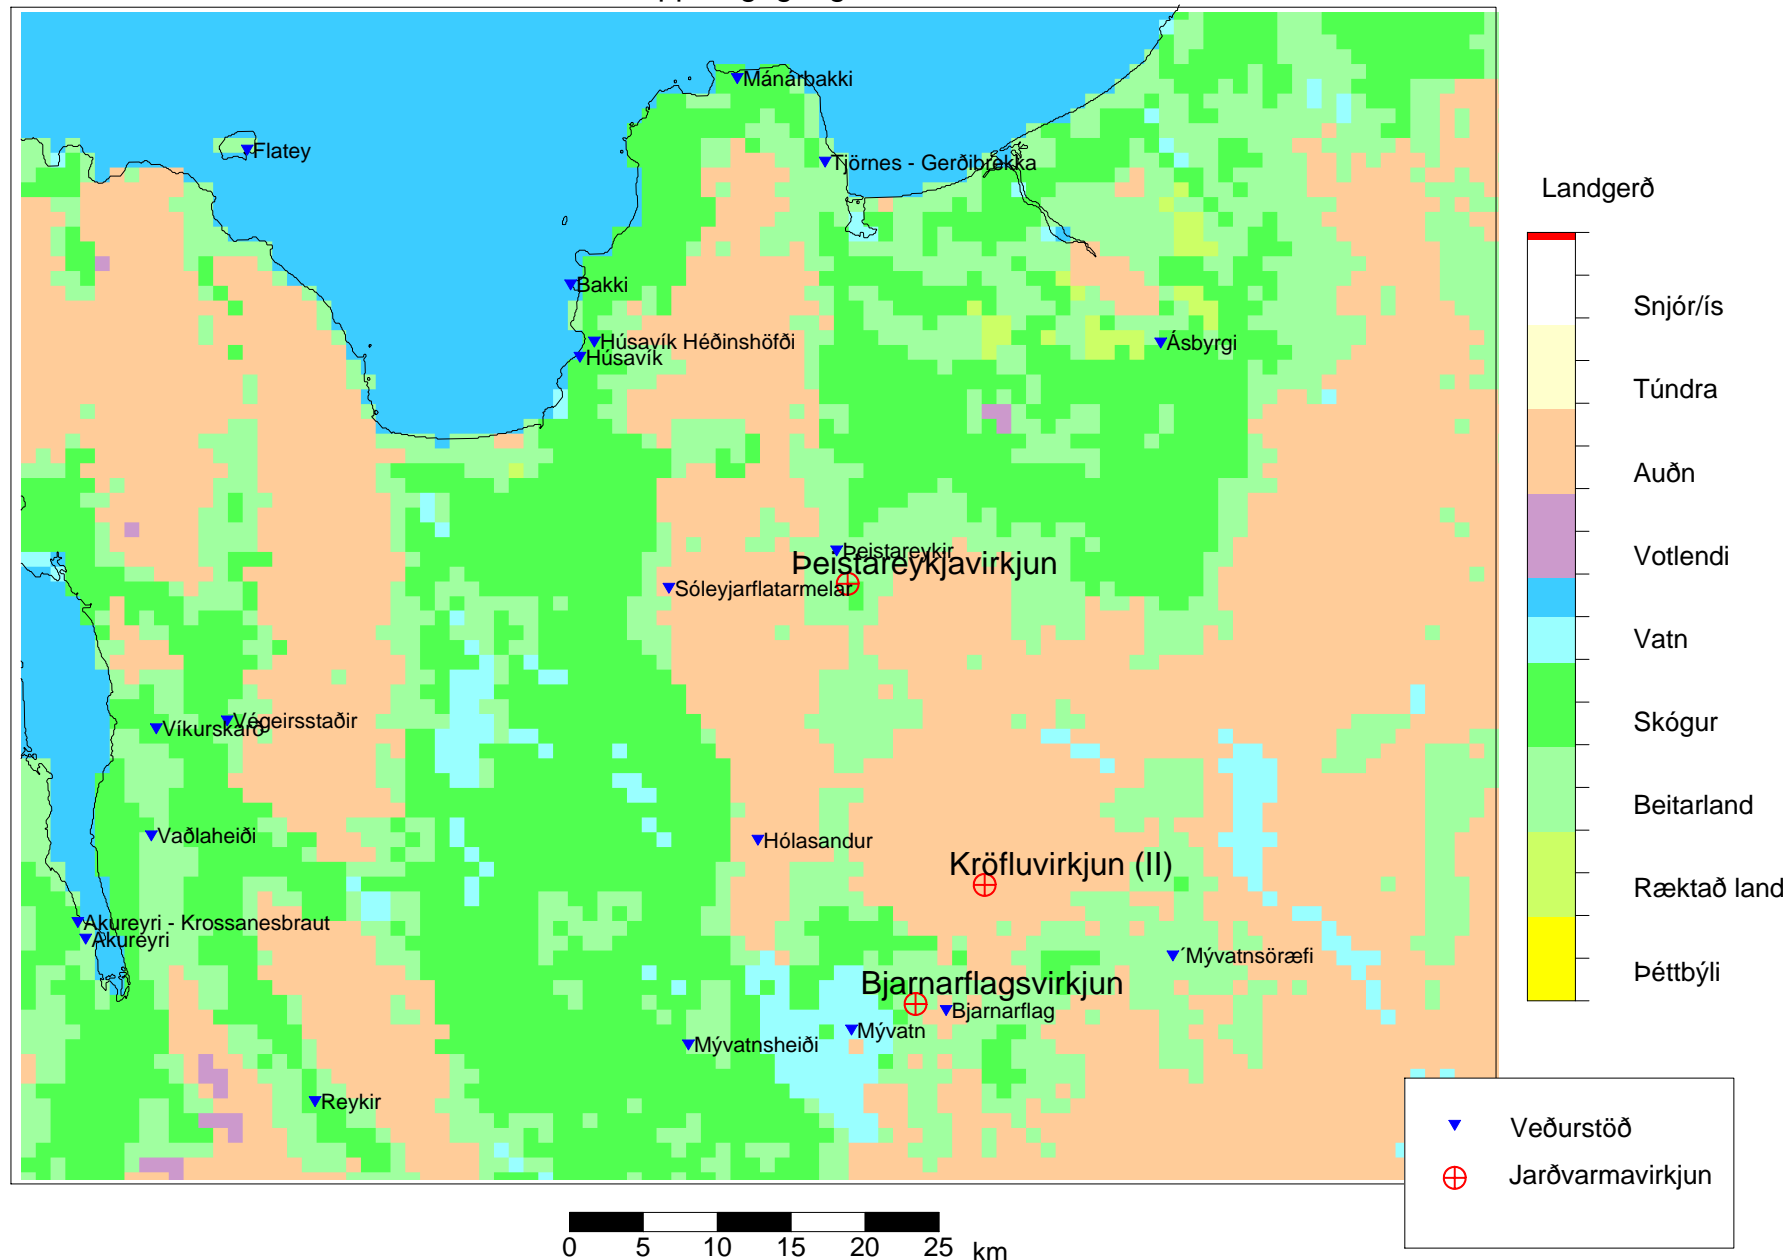 Mánárbakki
Flatey
Tjörnes - Gerðibrekka
Landgerð
Bakki
Snjór/ís
Húsavík Héðinshöfði
Ásbyrgi
Húsavík
Túndra
Auðn
Votlendi
Þeistareykir
Þeistareykjavirkjun
Sóleyjarflatarmelar
Vatn
Skógur
Végeirsstaðir
Víkurskarð
Beitarland
Vaðlaheiði
Hólasandur
Kröfluvirkjun (II)
Ræktað land
Akureyri - Krossanesbraut
Akureyri
´Mývatnsöræfi
Þéttbýli
Bjarnarflagsvirkjun
Bjarnarflag
Mývatn
Mývatnsheiði
Reykir
Veðurstöð
Jarðvarmavirkjun
0 5 10 15 20 25 km